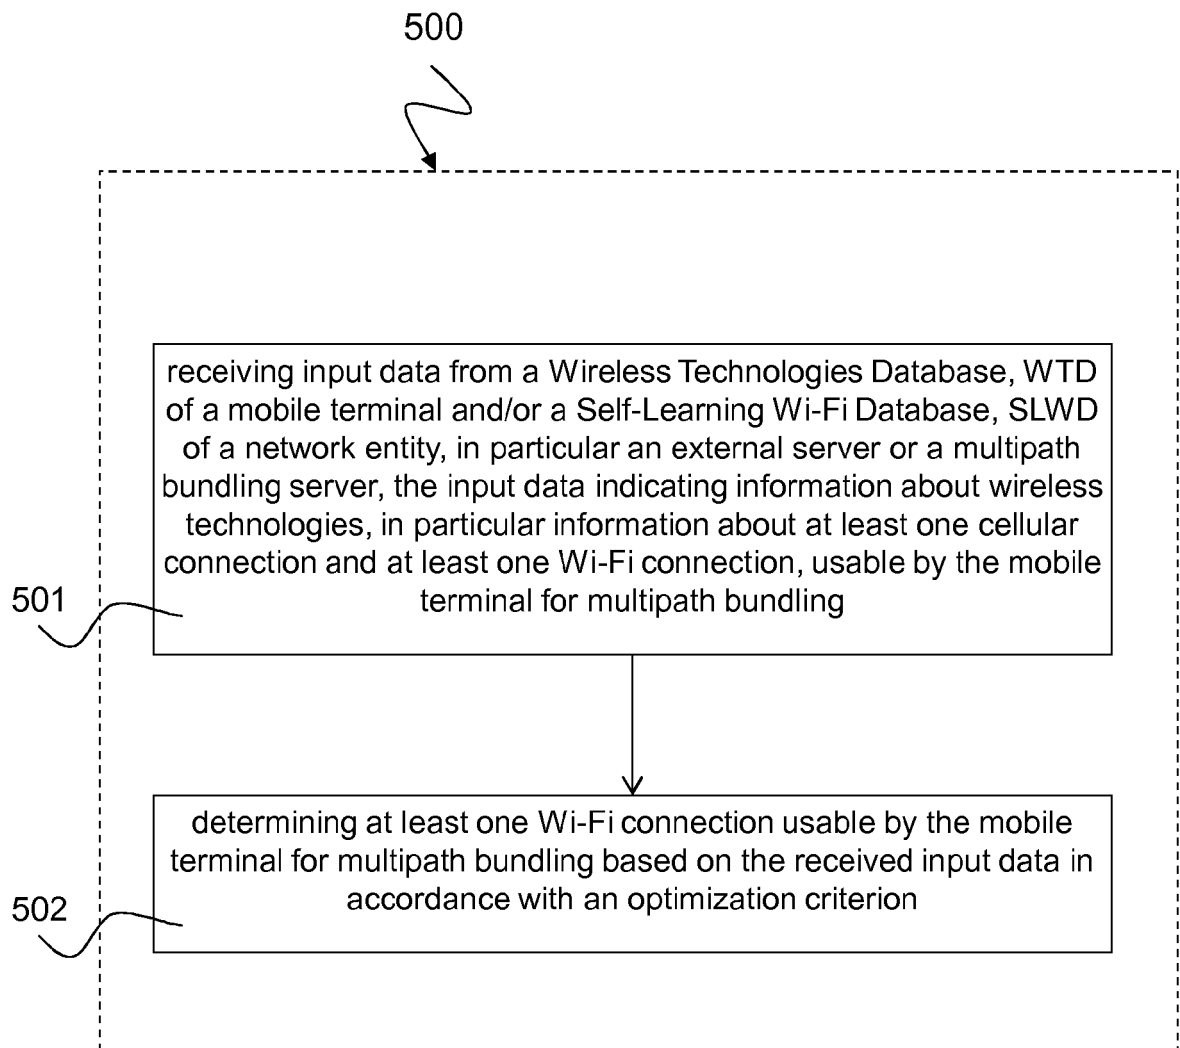 500
receiving input data from a Wireless Technologies Database, WTD
of a mobile terminal and/or a Self-Learning Wi-Fi Database, SLWD
of a network entity, in particular an external server or a multipath
bundling server, the input data indicating information about wireless
technologies, in particular information about at least one cellular
connection and at least one Wi-Fi connection, usable by the mobile
terminal for multipath bundling
501
determining at least one Wi-Fi connection usable by the mobile
terminal for multipath bundling based on the received input data in
accordance with an optimization criterion
502